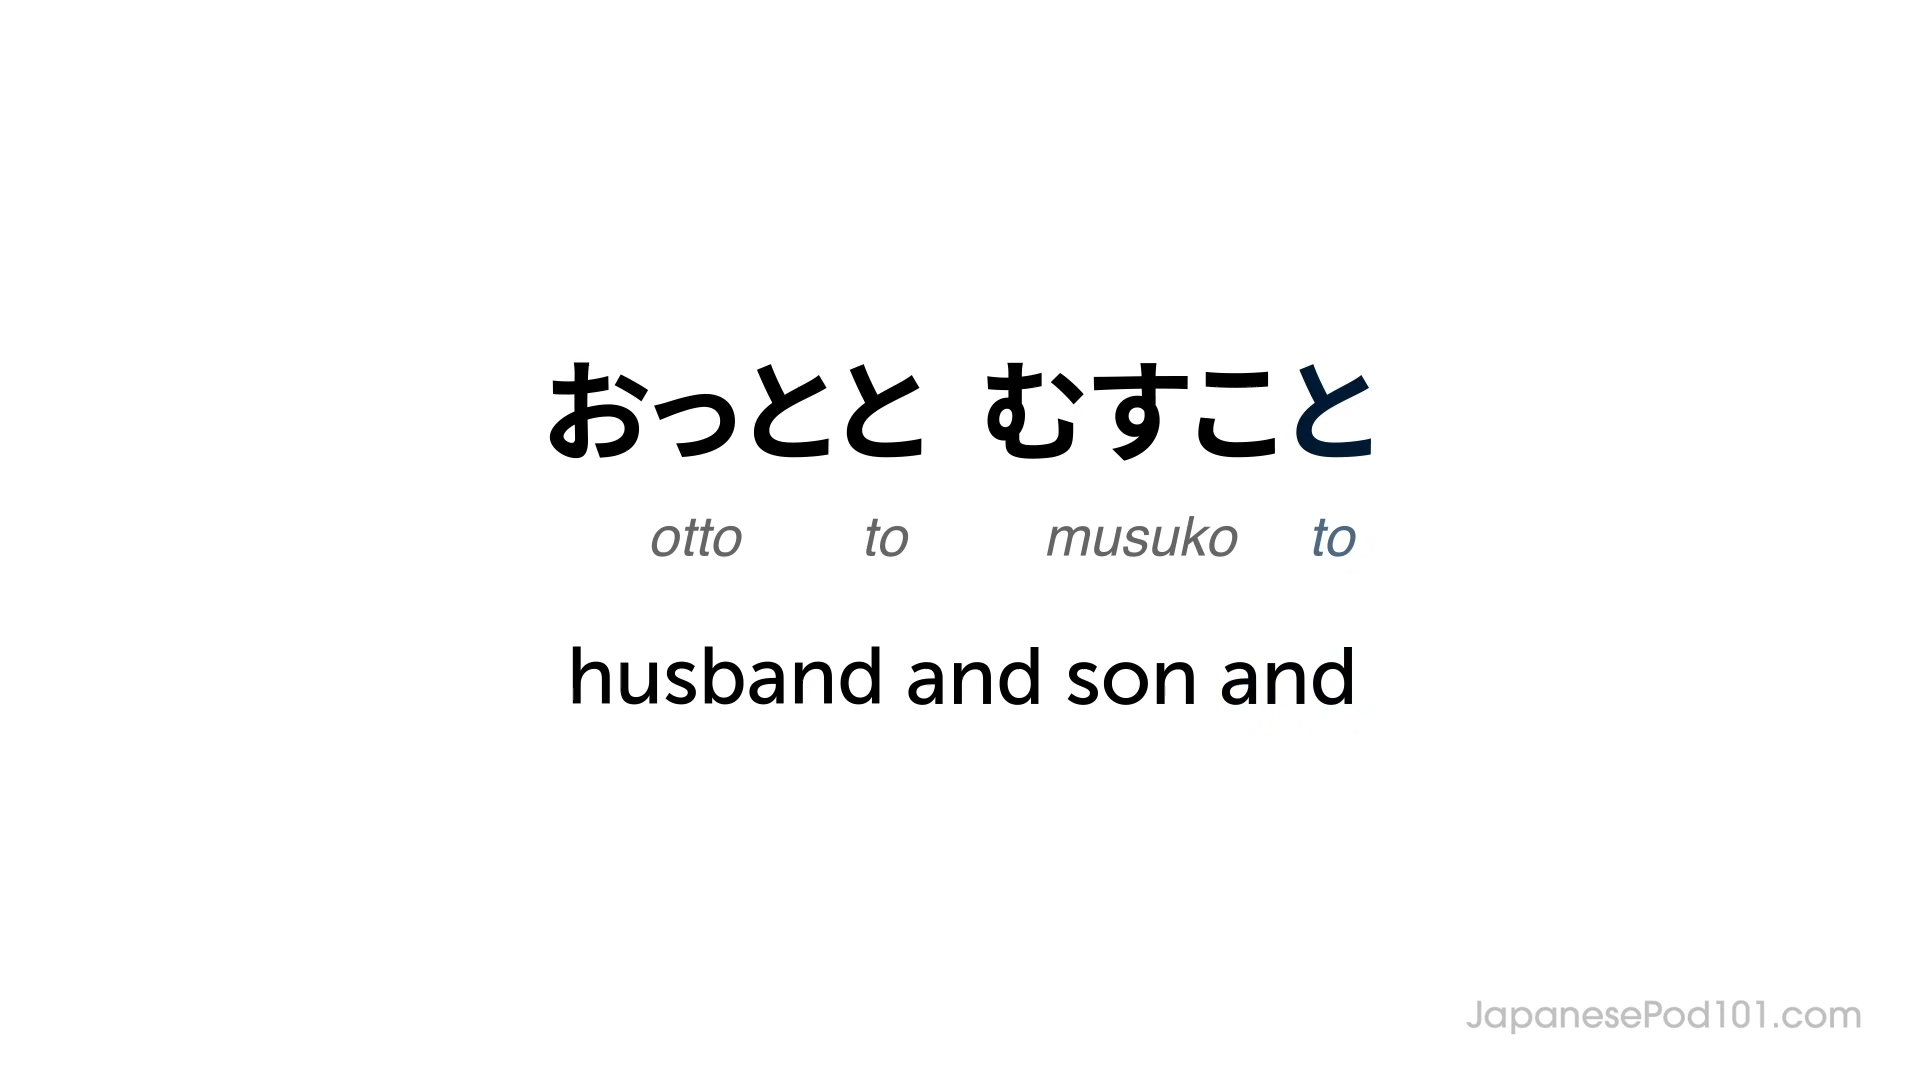 おっとと むすこと
otto to musuko to
husband and son and
JapanesePod101.com